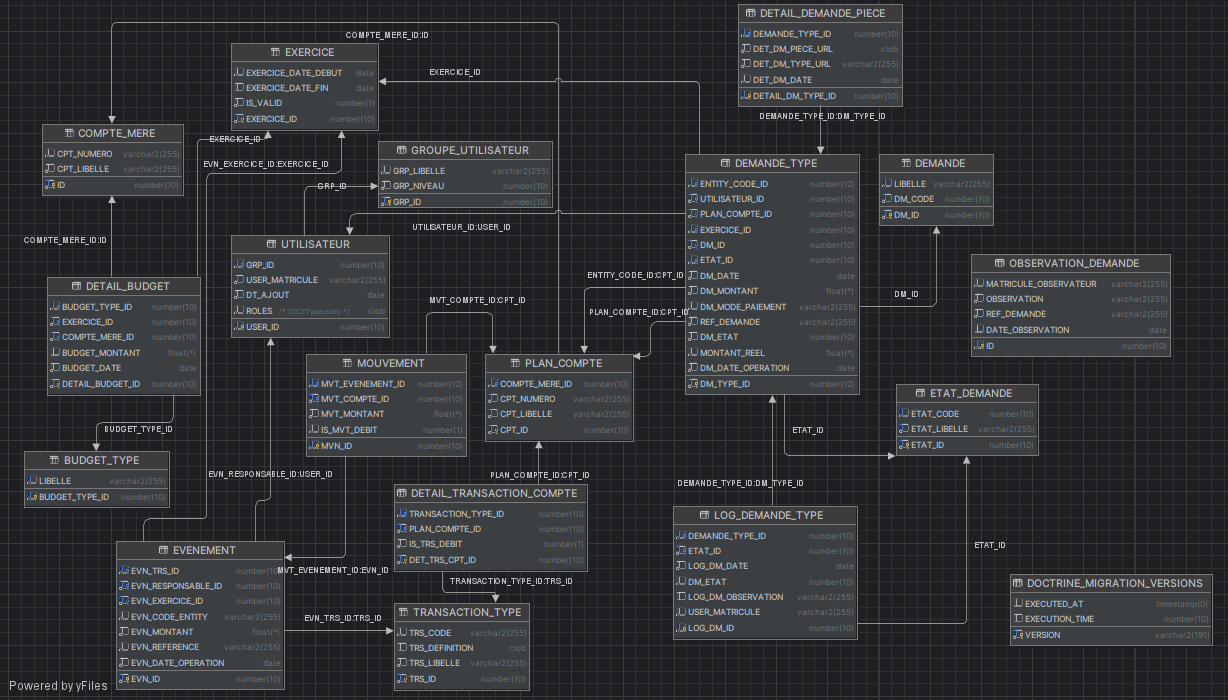 DETAIL_DEMANDE_PIECE
DEMANDE_TYPE_ID number(10)
DET_DM_PIECE_URL clob
DET_DM_TYPE_URL varchar2(255)
DET_DM_DATE date
DETAIL_DM_TYPE_ID number(10)
COMPTE_MERE_ID:ID
EXERCICE
EXERCICE_DATE_DEBUT date
EXERCICE_DATE_FIN date
IS_VALID number(1)
EXERCICE_ID number(10)
EXERCICE_ID
DEMANDE_TYPE_ID:DM_TYPE_ID
COMPTE_MERE
CPT_NUMERO varchar2(255)
CPT_LIBELLE varchar2(255)
ID number(10)
EXERCICE_ID
EVN_EXERCICE_ID:EXERCICE_ID
GROUPE_UTILISATEUR
GRP_LIBELLE varchar2(255)
GRP_NIVEAU number(10)
GRP_ID number(10)
GRP_ID
DEMANDE_TYPE
ENTITY_CODE_ID number(10)
UTILISATEUR_ID number(10)
PLAN_COMPTE_ID number(10)
EXERCICE_ID number(10)
DM_ID number(10)
ETAT_ID number(10)
DM_DATE date
DM_MONTANT float(*)
DM_MODE_PAIEMENT varchar2(255)
REF_DEMANDE varchar2(255)
DM_ETAT number(10)
MONTANT_REEL float(*)
DM_DATE_OPERATION date
DM_TYPE_ID number(10)
DEMANDE
LIBELLE varchar2(255)
DM_CODE number(10)
DM_ID number(10)
UTILISATEUR_ID:USER_ID
COMPTE_MERE_ID:ID
UTILISATEUR
GRP_ID number(10)
USER_MATRICULE varchar2(255)
DT_AJOUT date
ROLES /* (DC2Type:json) */ clob
USER_ID number(10)
OBSERVATION_DEMANDE
MATRICULE_OBSERVATEUR varchar2(255)
OBSERVATION varchar2(255)
REF_DEMANDE varchar2(255)
DATE_OBSERVATION date
ID number(10)
ENTITY_CODE_ID:CPT_ID
DETAIL_BUDGET
BUDGET_TYPE_ID number(10)
EXERCICE_ID number(10)
COMPTE_MERE_ID number(10)
BUDGET_MONTANT float(*)
BUDGET_DATE date
DETAIL_BUDGET_ID number(10)
MVT_COMPTE_ID:CPT_ID
DM_ID
PLAN_COMPTE_ID:CPT_ID
MOUVEMENT
MVT_EVENEMENT_ID number(10)
MVT_COMPTE_ID number(10)
MVT_MONTANT float(*)
IS_MVT_DEBIT number(1)
MVN_ID number(10)
PLAN_COMPTE
COMPTE_MERE_ID number(10)
CPT_NUMERO varchar2(255)
CPT_LIBELLE varchar2(255)
CPT_ID number(10)
ETAT_DEMANDE
ETAT_CODE number(10)
ETAT_LIBELLE varchar2(255)
ETAT_ID number(10)
BUDGET_TYPE_ID
ETAT_ID
BUDGET_TYPE
LIBELLE varchar2(255)
BUDGET_TYPE_ID number(10)
EVN_RESPONSABLE_ID:USER_ID
PLAN_COMPTE_ID:CPT_ID
DEMANDE_TYPE_ID:DM_TYPE_ID
DETAIL_TRANSACTION_COMPTE
TRANSACTION_TYPE_ID number(10)
PLAN_COMPTE_ID number(10)
IS_TRS_DEBIT number(1)
DET_TRS_CPT_ID number(10)
LOG_DEMANDE_TYPE
DEMANDE_TYPE_ID number(10)
ETAT_ID number(10)
LOG_DM_DATE date
DM_ETAT number(10)
LOG_DM_OBSERVATION varchar2(255)
USER_MATRICULE varchar2(255)
LOG_DM_ID number(10)
ETAT_ID
EVENEMENT
EVN_TRS_ID number(10)
EVN_RESPONSABLE_ID number(10)
EVN_EXERCICE_ID number(10)
EVN_CODE_ENTITY varchar2(255)
EVN_MONTANT float(*)
EVN_REFERENCE varchar2(255)
EVN_DATE_OPERATION date
EVN_ID number(10)
MVT_EVENEMENT_ID:EVN_ID
TRANSACTION_TYPE_ID:TRS_ID
DOCTRINE_MIGRATION_VERSIONS
EXECUTED_AT timestamp(0)
EXECUTION_TIME number(10)
VERSION varchar2(191)
EVN_TRS_ID:TRS_ID
TRANSACTION_TYPE
TRS_CODE varchar2(255)
TRS_DEFINITION clob
TRS_LIBELLE varchar2(255)
TRS_ID number(10)
Powered by yFiles